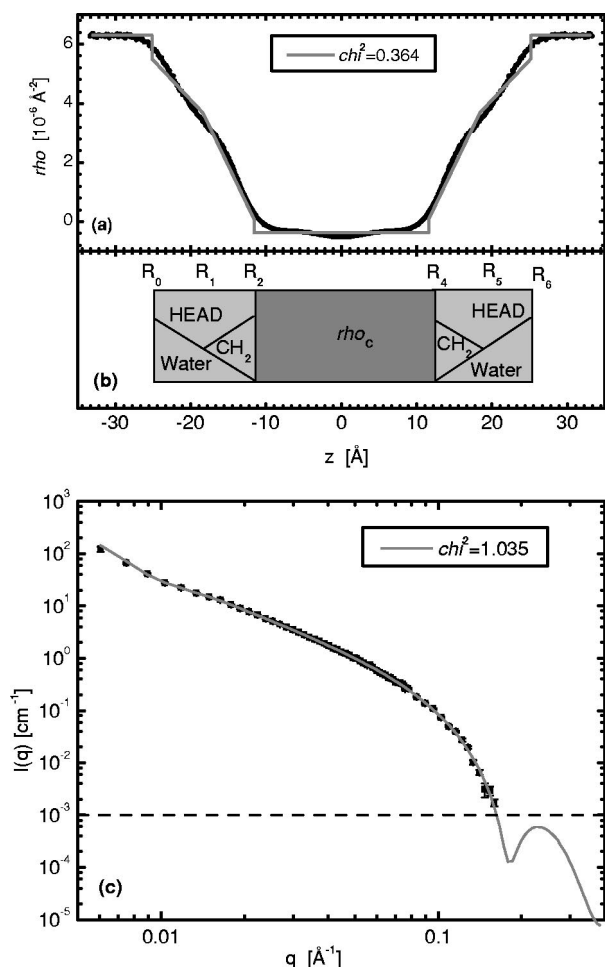 6
4
2
0
rho [10⁻⁶ Å⁻²]
chi²=0.364
(a)
R₀ R₁ R₂ R₄ R₅ R₆
HEAD
CH₂
Water
rho_c
HEAD
CH₂
Water
(b)
-30 -20 -10 0 10 20 30
z [Å]
10³
10²
10¹
10⁰
10⁻¹
10⁻²
10⁻³
10⁻⁴
10⁻⁵
I(q) [cm⁻¹]
chi²=1.035
(c)
0.01 0.1
q [Å⁻¹]